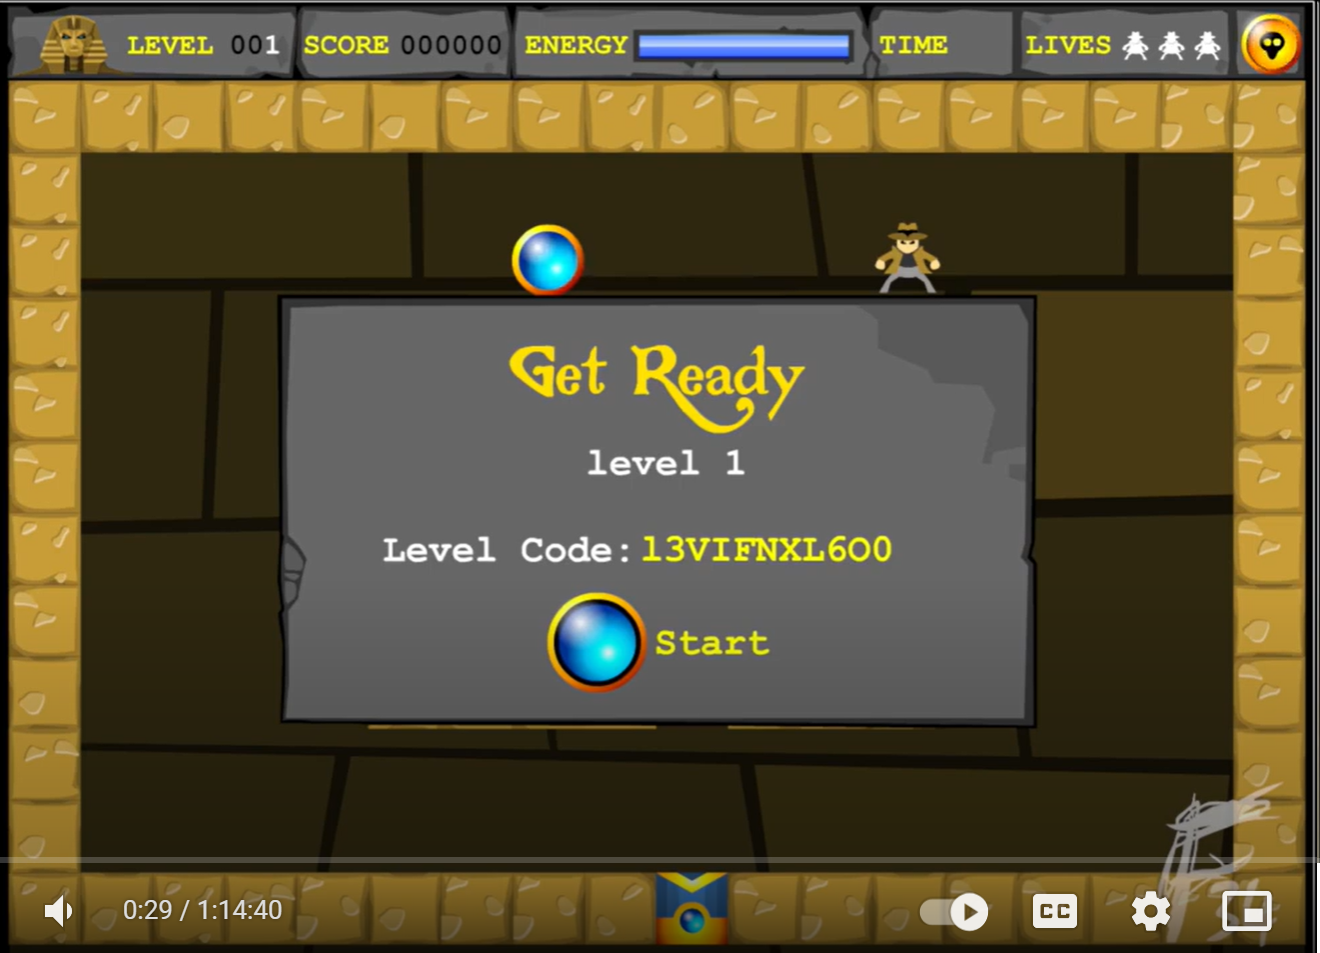 LEVEL 001 SCORE 000000 ENERGY TIME LIVES
Get Ready
level 1
Level Code: l3VIFNXL6O0
Start
0:29 / 1:14:40 CC